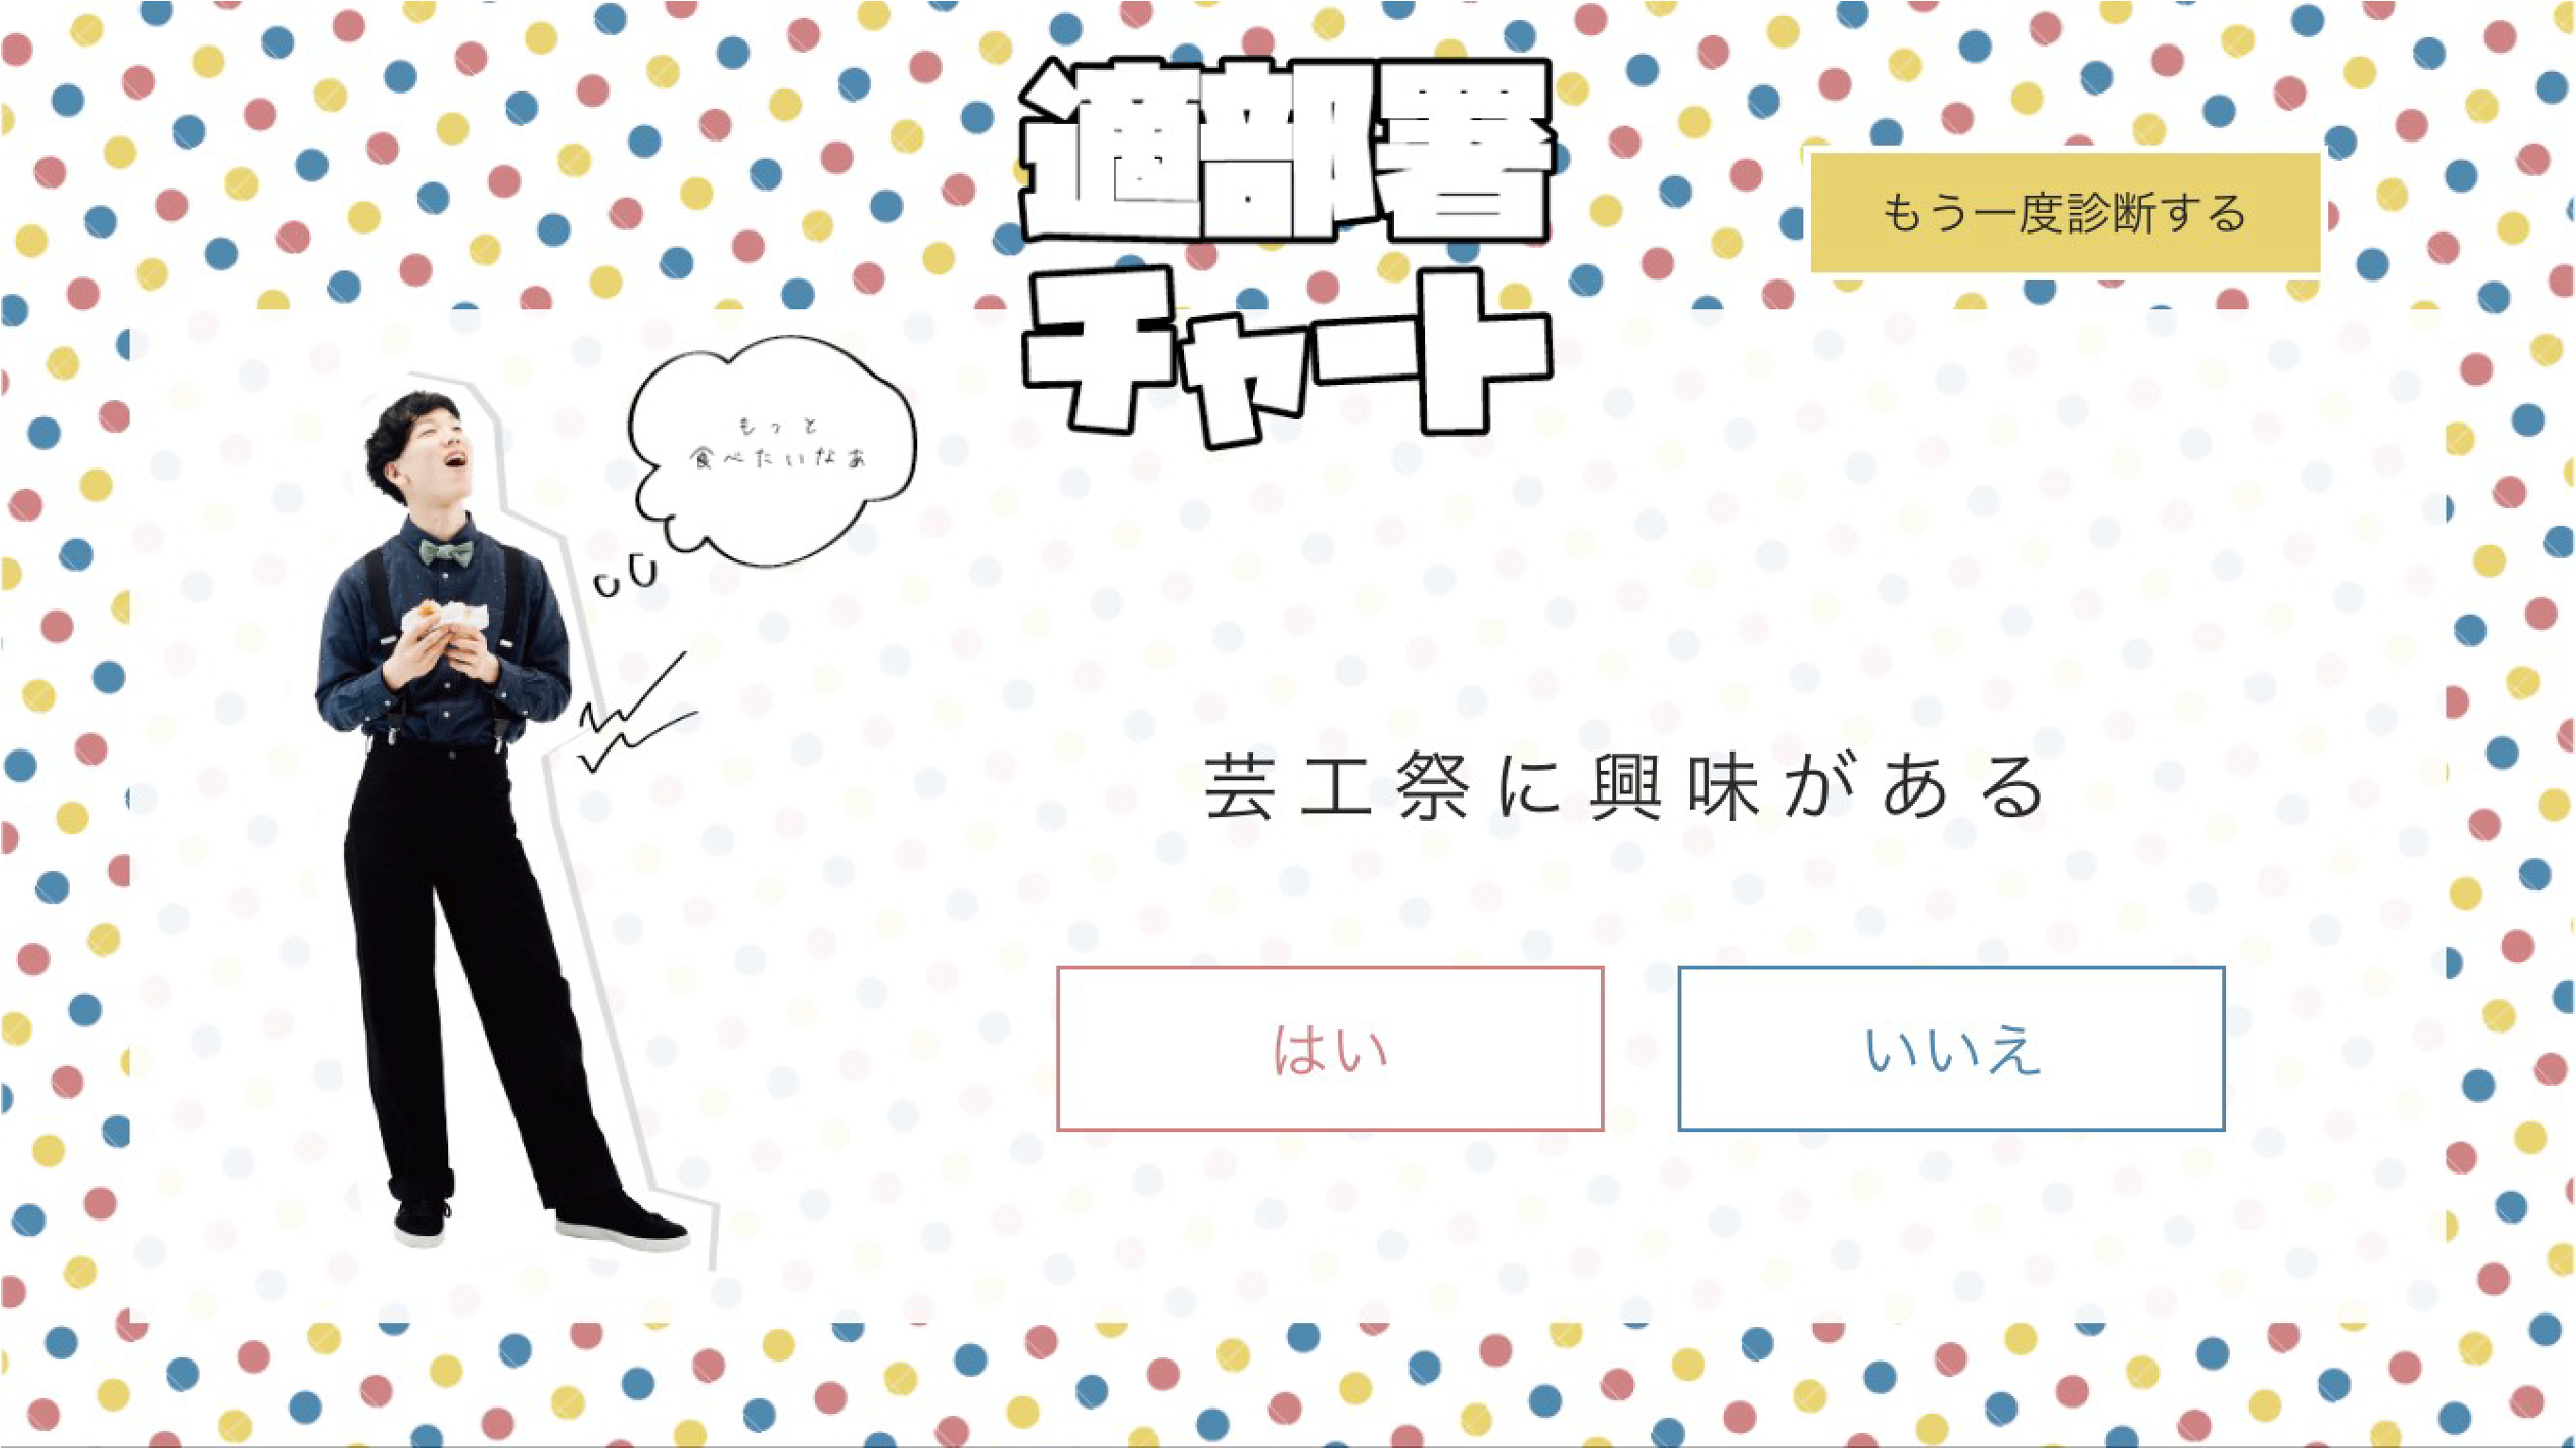 適部署
チャート
もう一度診断する
もっと
食べたいなあ
芸工祭に興味がある
はい
いいえ